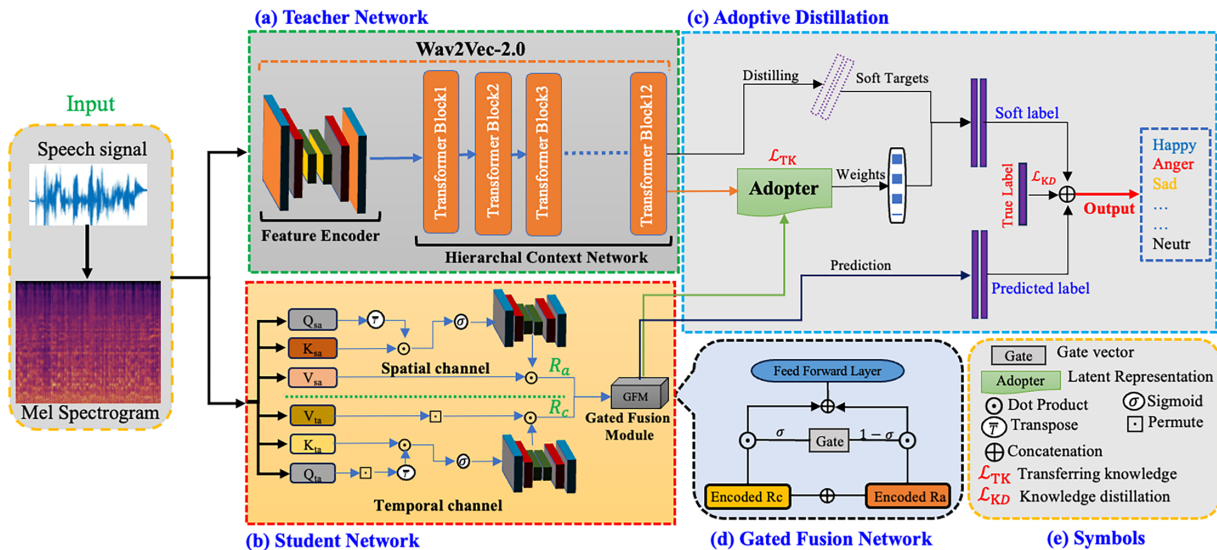 (a) Teacher Network
(c) Adoptive Distillation
Input
Speech signal
Mel Spectrogram
Wav2Vec-2.0
Feature Encoder
Transformer Block1
Transformer Block2
Transformer Block3
Transformer Block12
Hierarchal Context Network
Distilling
Soft Targets
Soft label
ℒTK
Adopter
Weights
True Label
ℒKD
Output
Happy
Anger
Sad
...
...
Neutr
Prediction
Predicted label
Qsa
T
σ
Ksa
Vsa
Spatial channel
Ra
Rc
Vta
Kta
Qta
T
σ
Temporal channel
GFM
Gated Fusion
Module
(b) Student Network
Feed Forward Layer
σ
Gate
1 − σ
Encoded Rc
Encoded Ra
(d) Gated Fusion Network
Gate
Gate vector
Adopter
Latent Representation
Dot Product
σ Sigmoid
T Transpose
Permute
Concatenation
ℒTK Transferring knowledge
ℒKD Knowledge distillation
(e) Symbols